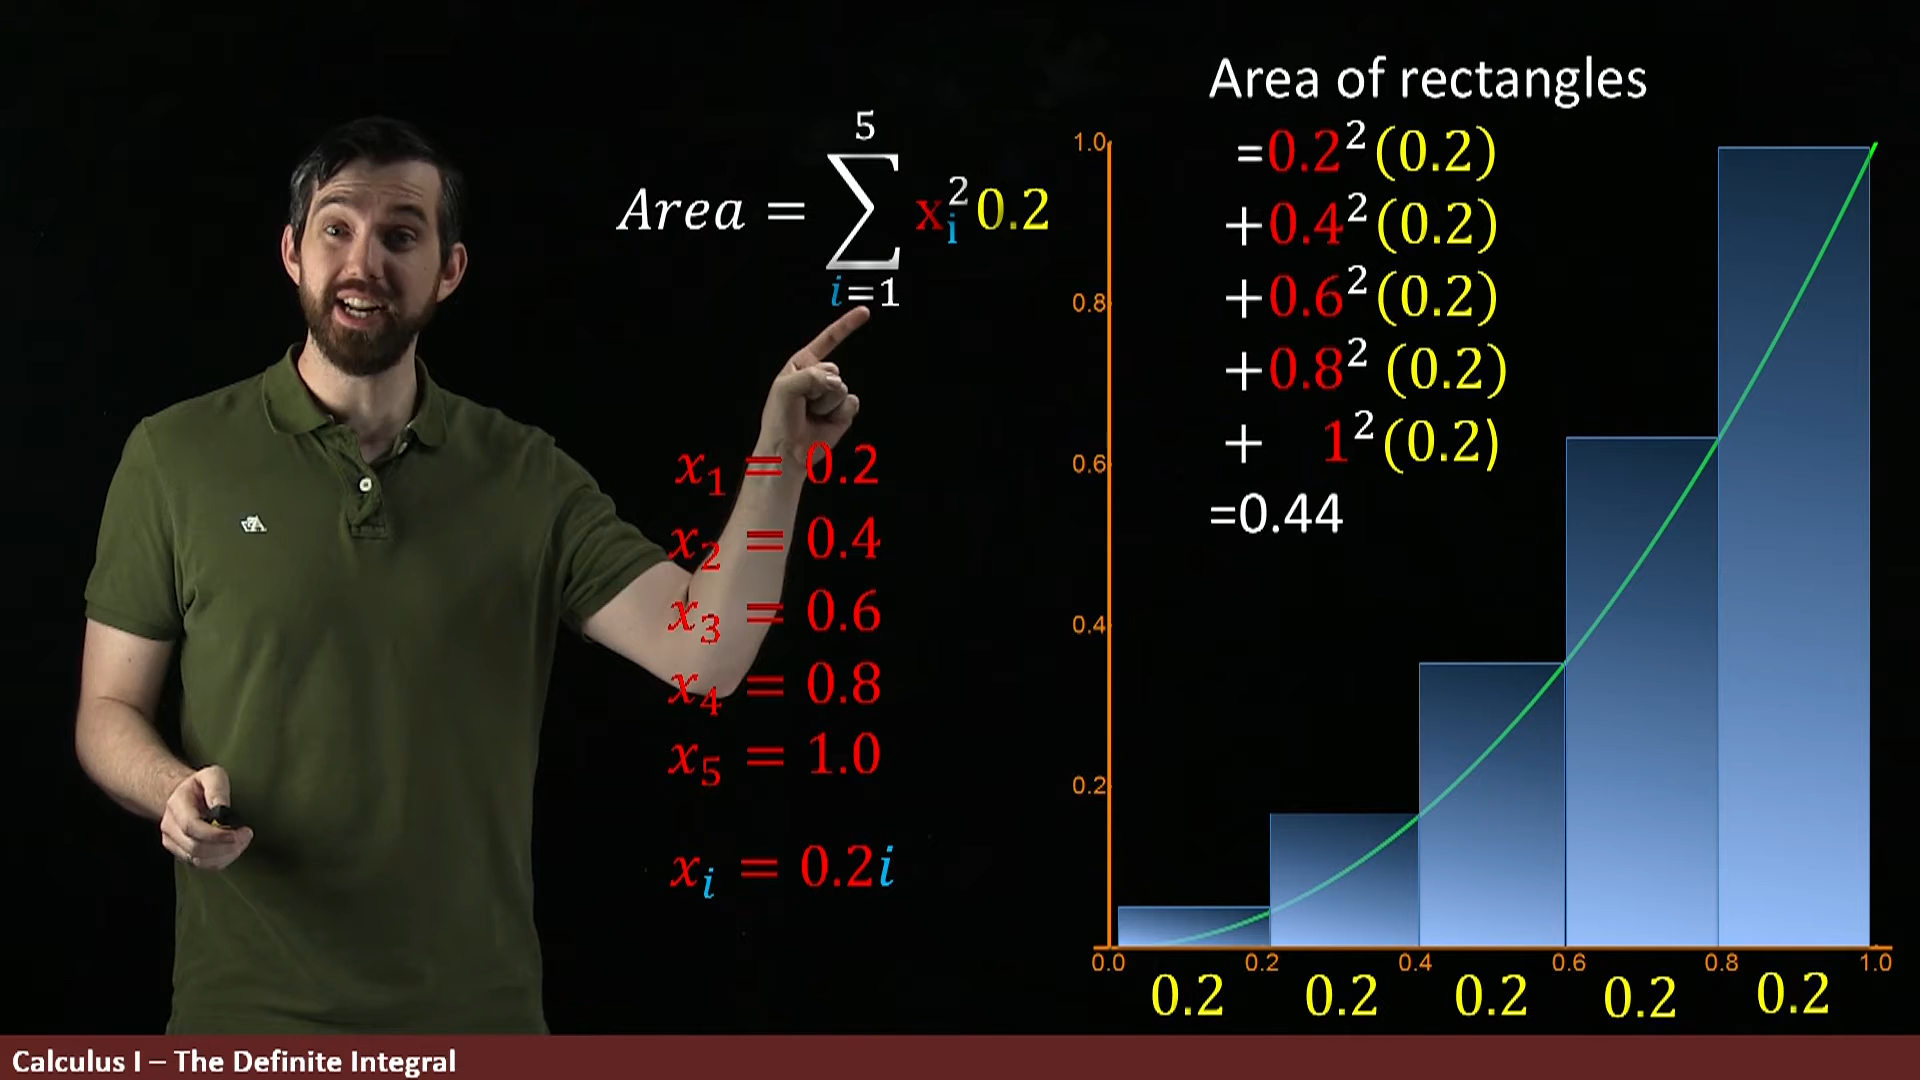 Area of rectangles
=0.2²(0.2)
+0.4²(0.2)
+0.6²(0.2)
+0.8² (0.2)
+ 1²(0.2)
=0.44
5
Area = ∑ xᵢ²0.2
i=1
x₁ = 0.2
x₂ = 0.4
x₃ = 0.6
x₄ = 0.8
x₅ = 1.0
xᵢ = 0.2i
1.0
0.8
0.6
0.4
0.2
0.0 0.2 0.4 0.6 0.8 1.0
0.2 0.2 0.2 0.2 0.2
Calculus I – The Definite Integral